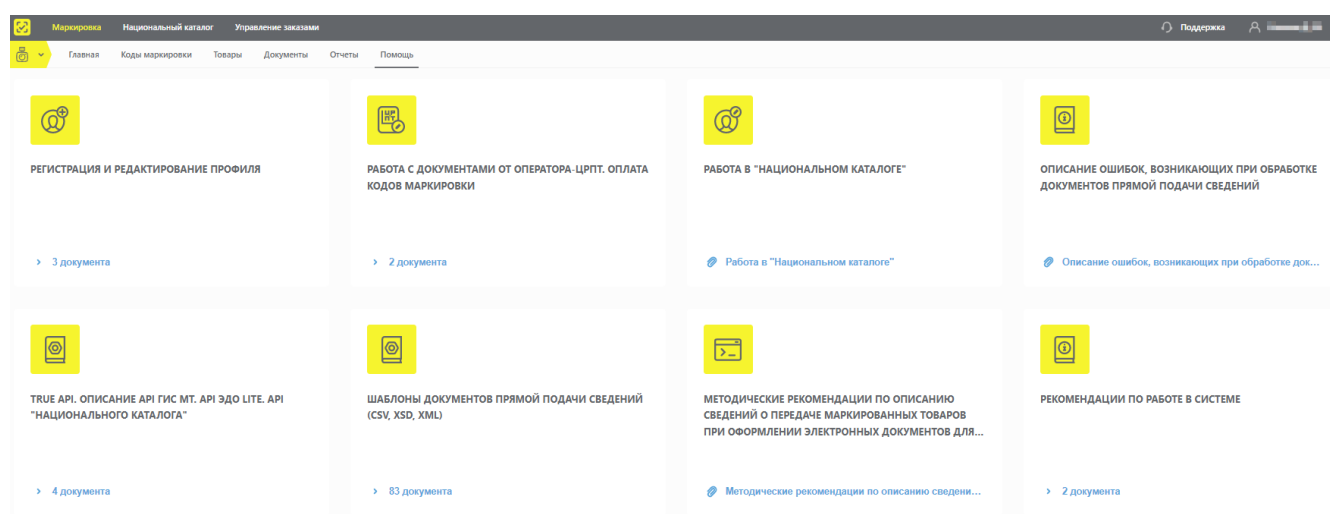 Маркировка Национальный каталог Управление заказами Поддержка
Главная Коды маркировки Товары Документы Отчеты Помощь
РЕГИСТРАЦИЯ И РЕДАКТИРОВАНИЕ ПРОФИЛЯ
3 документа
РАБОТА С ДОКУМЕНТАМИ ОТ ОПЕРАТОРА-ЦРПТ. ОПЛАТА
КОДОВ МАРКИРОВКИ
2 документа
РАБОТА В "НАЦИОНАЛЬНОМ КАТАЛОГЕ"
Работа в "Национальном каталоге"
ОПИСАНИЕ ОШИБОК, ВОЗНИКАЮЩИХ ПРИ ОБРАБОТКЕ
ДОКУМЕНТОВ ПРЯМОЙ ПОДАЧИ СВЕДЕНИЙ
Описание ошибок, возникающих при обработке док...
TRUE API. ОПИСАНИЕ API ГИС МТ. API ЭДО LITE. API
"НАЦИОНАЛЬНОГО КАТАЛОГА"
4 документа
ШАБЛОНЫ ДОКУМЕНТОВ ПРЯМОЙ ПОДАЧИ СВЕДЕНИЙ
(CSV, XSD, XML)
83 документа
МЕТОДИЧЕСКИЕ РЕКОМЕНДАЦИИ ПО ОПИСАНИЮ
СВЕДЕНИЙ О ПЕРЕДАЧЕ МАРКИРОВАННЫХ ТОВАРОВ
ПРИ ОФОРМЛЕНИИ ЭЛЕКТРОННЫХ ДОКУМЕНТОВ ДЛЯ...
Методические рекомендации по описанию сведени...
РЕКОМЕНДАЦИИ ПО РАБОТЕ В СИСТЕМЕ
2 документа